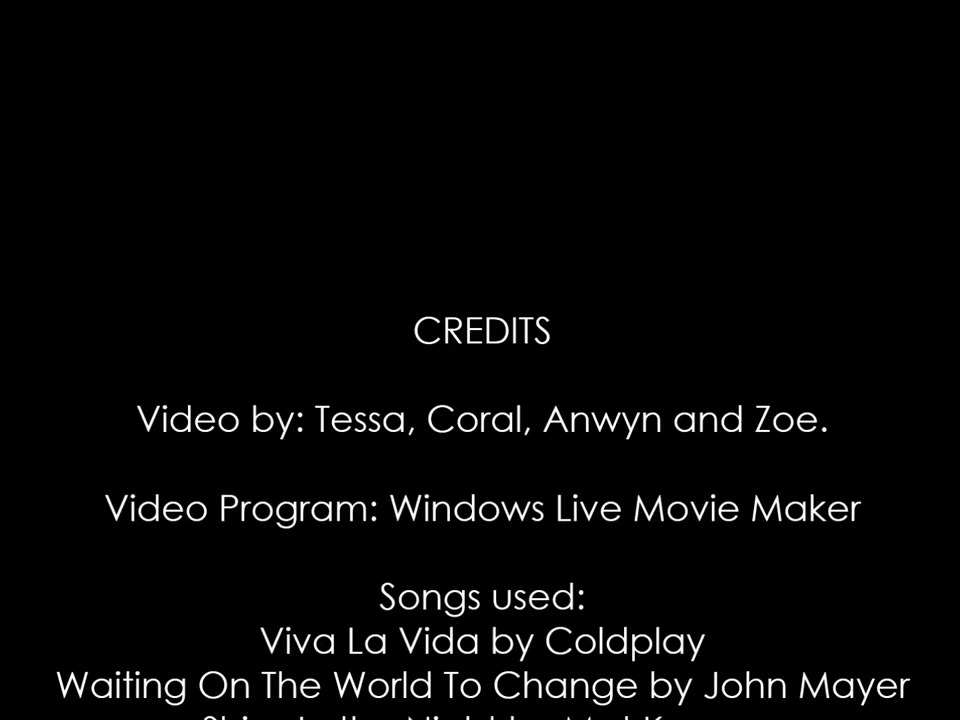 CREDITS
Video by: Tessa, Coral, Anwyn and Zoe.
Video Program: Windows Live Movie Maker
Songs used:
Viva La Vida by Coldplay
Waiting On The World To Change by John Mayer